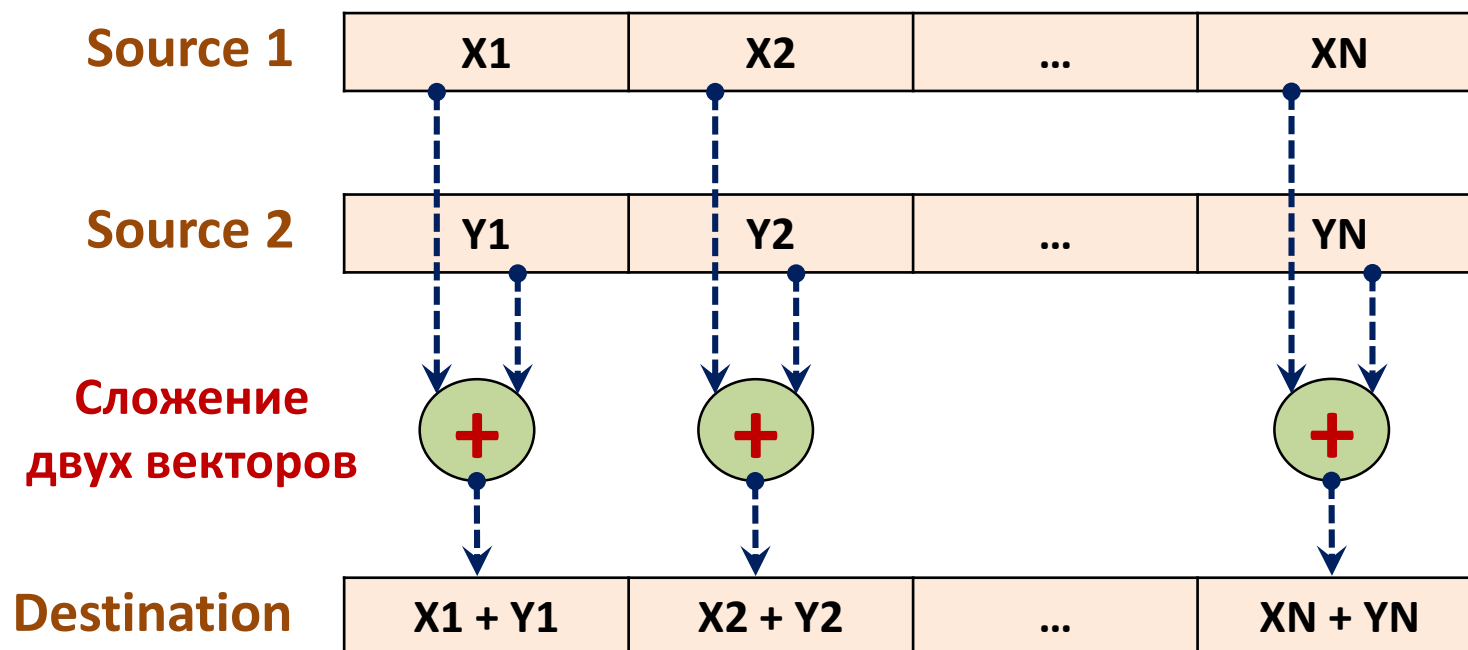 Source 1 X1 X2 ... XN
Source 2 Y1 Y2 ... YN
Сложение
двух векторов
+ + +
Destination X1 + Y1 X2 + Y2 ... XN + YN